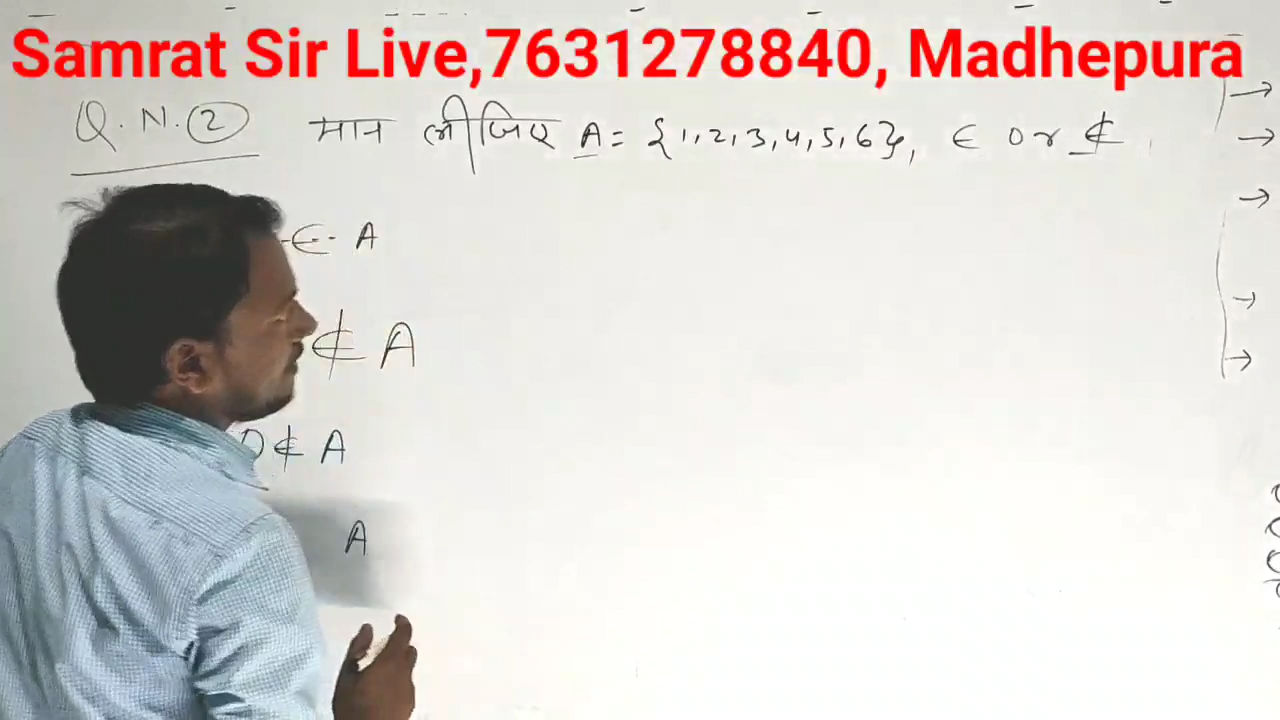 Samrat Sir Live,7631278840, Madhepura
Q.N.② मान लीजिए A = {1,2,3,4,5,6}, ∈ or ∉
∈ A
∉ A
∉ A
A